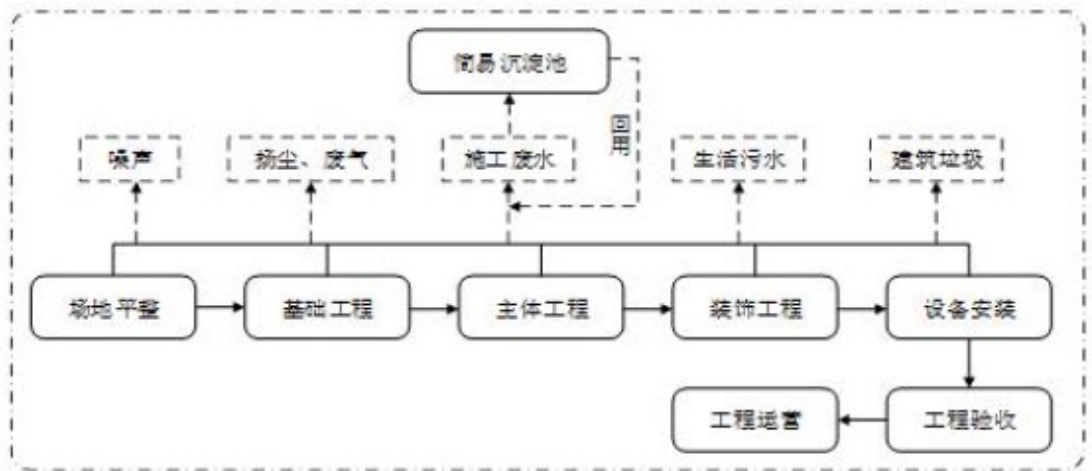 简易沉淀池
回用
噪声
扬尘、废气
施工废水
生活污水
建筑垃圾
场地平整
基础工程
主体工程
装饰工程
设备安装
工程运营
工程验收